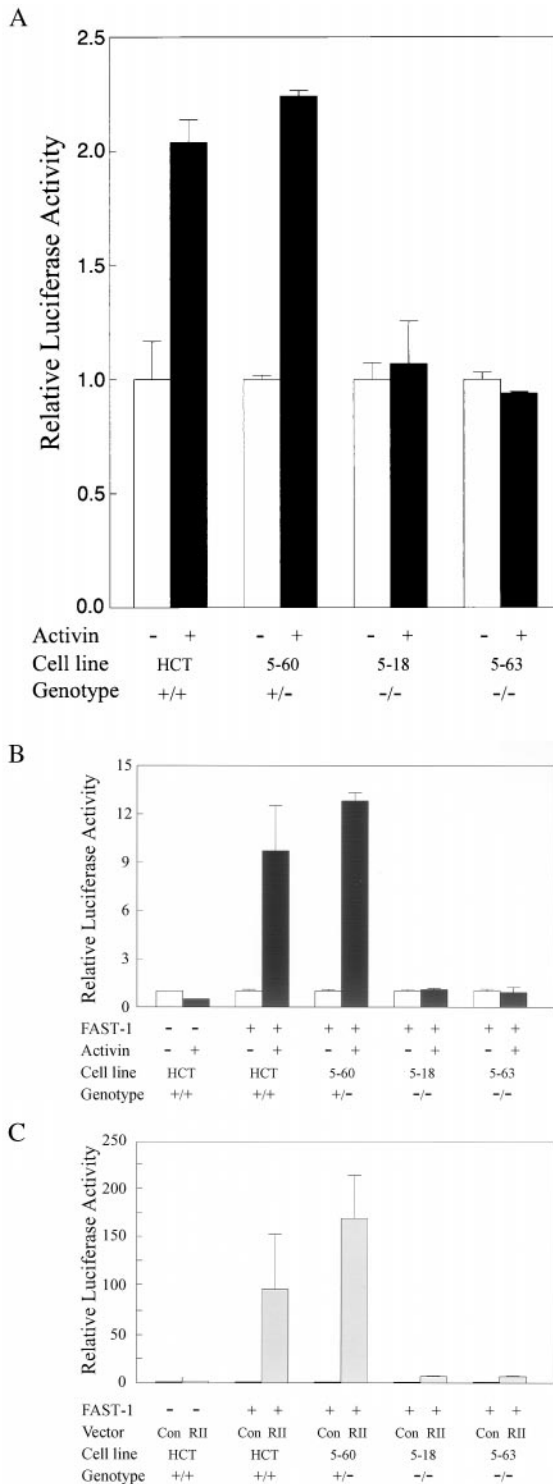 A
Relative Luciferase Activity
2.5
2.0
1.5
1.0
0.5
0.0
Activin - + - + - + - +
Cell line HCT 5-60 5-18 5-63
Genotype +/+ +/- -/- -/-
B
Relative Luciferase Activity
15
12
9
6
3
0
FAST-1 - - + + + + + + + +
Activin - + - + - + - + - +
Cell line HCT HCT 5-60 5-18 5-63
Genotype +/+ +/+ +/- -/- -/-
C
Relative Luciferase Activity
250
200
150
100
50
0
FAST-1 - - + + + + + + + +
Vector Con RII Con RII Con RII Con RII Con RII
Cell line HCT HCT 5-60 5-18 5-63
Genotype +/+ +/+ +/- -/- -/-